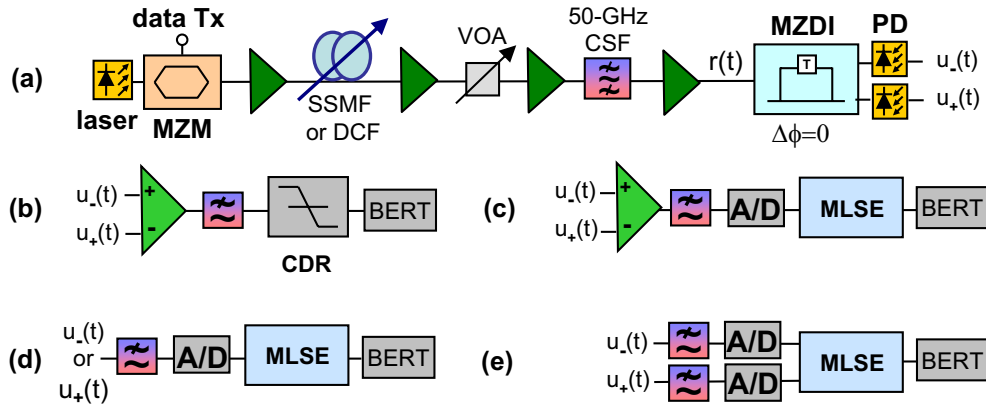 data Tx
(a)
laser
MZM
SSMF
or DCF
VOA
50-GHz
CSF
r(t)
MZDI
T
Δϕ=0
PD
u₋(t)
u₊(t)
(b)
u₋(t)
u₊(t)
+
-
CDR
BERT
(c)
u₋(t)
u₊(t)
+
-
A/D
MLSE
BERT
(d)
u₋(t)
or
u₊(t)
A/D
MLSE
BERT
(e)
u₋(t)
u₊(t)
A/D
A/D
MLSE
BERT